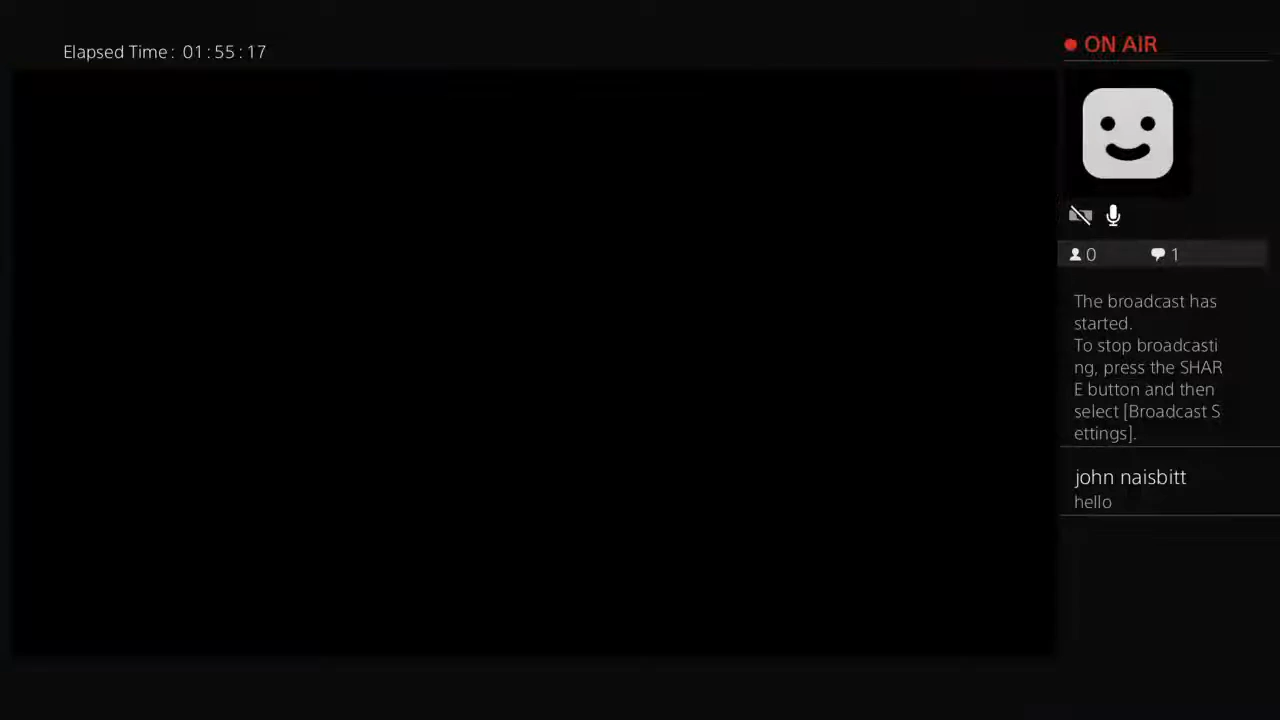 Elapsed Time: 01:55:17
ON AIR
0 1
The broadcast has
started.
To stop broadcasti
ng, press the SHAR
E button and then
select [Broadcast S
ettings].
john naisbitt
hello